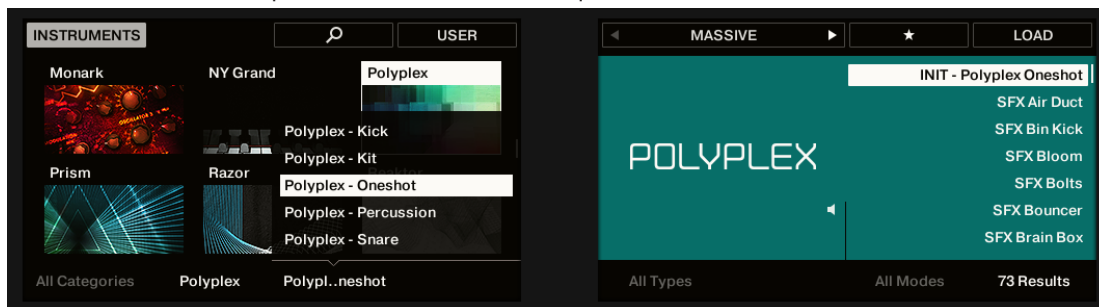 INSTRUMENTS
USER
Monark
NY Grand
Polyplex
Polyplex - Kick
Polyplex - Kit
Prism
Razor
Reaktor
Polyplex - Oneshot
Polyplex - Percussion
Polyplex - Snare
All Categories
Polyplex
Polypl..neshot
MASSIVE
LOAD
POLYPLEX
INIT - Polyplex Oneshot
SFX Air Duct
SFX Bin Kick
SFX Bloom
SFX Bolts
SFX Bouncer
SFX Brain Box
All Types
All Modes
73 Results